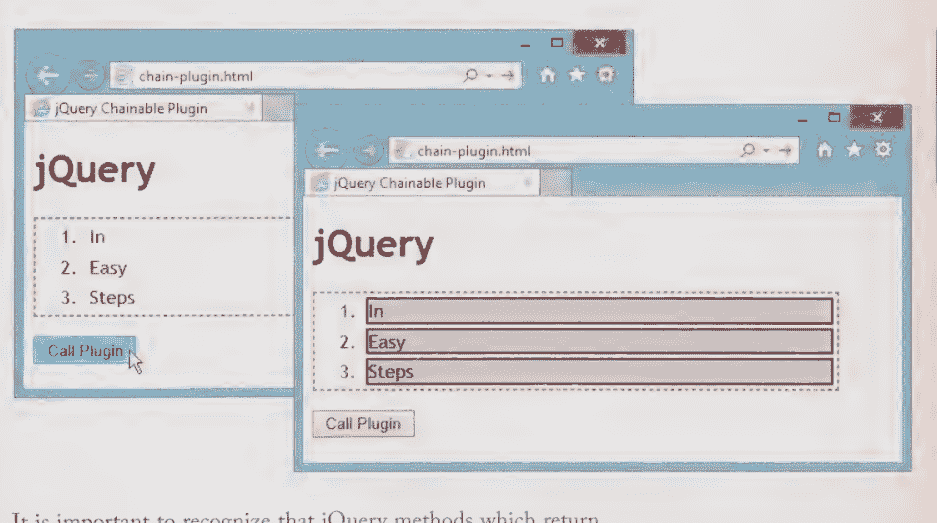 chain-plugin.html
jQuery Chainable Plugin
jQuery
1. In
2. Easy
3. Steps
Call Plugin
chain-plugin.html
jQuery Chainable Plugin
jQuery
1. In
2. Easy
3. Steps
Call Plugin
It is important to recognize that jQuery methods which return